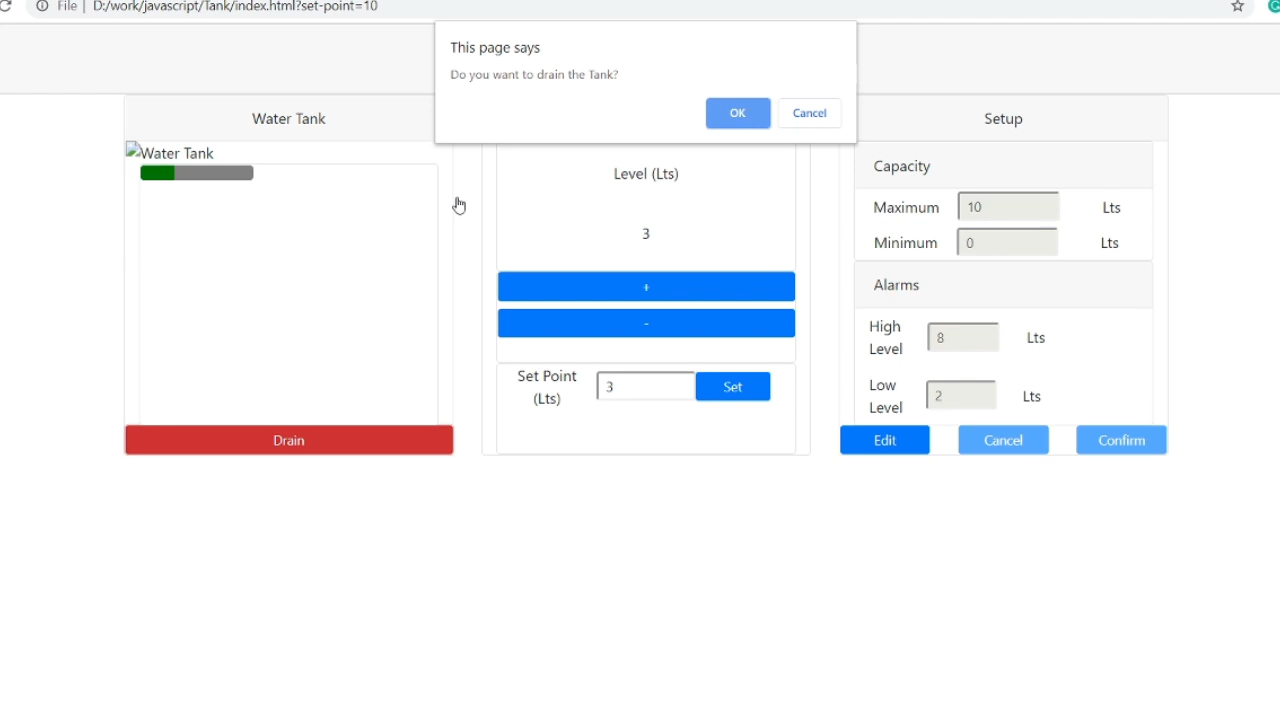 File | D:/work/javascript/Tank/index.html?set-point=10
This page says
Do you want to drain the Tank?
OK Cancel
Water Tank
Water Tank
Drain
Level (Lts)
3
+
-
Set Point
(Lts)
3
Set
Setup
Capacity
Maximum 10 Lts
Minimum 0 Lts
Alarms
High
Level
8 Lts
Low
Level
2 Lts
Edit Cancel Confirm